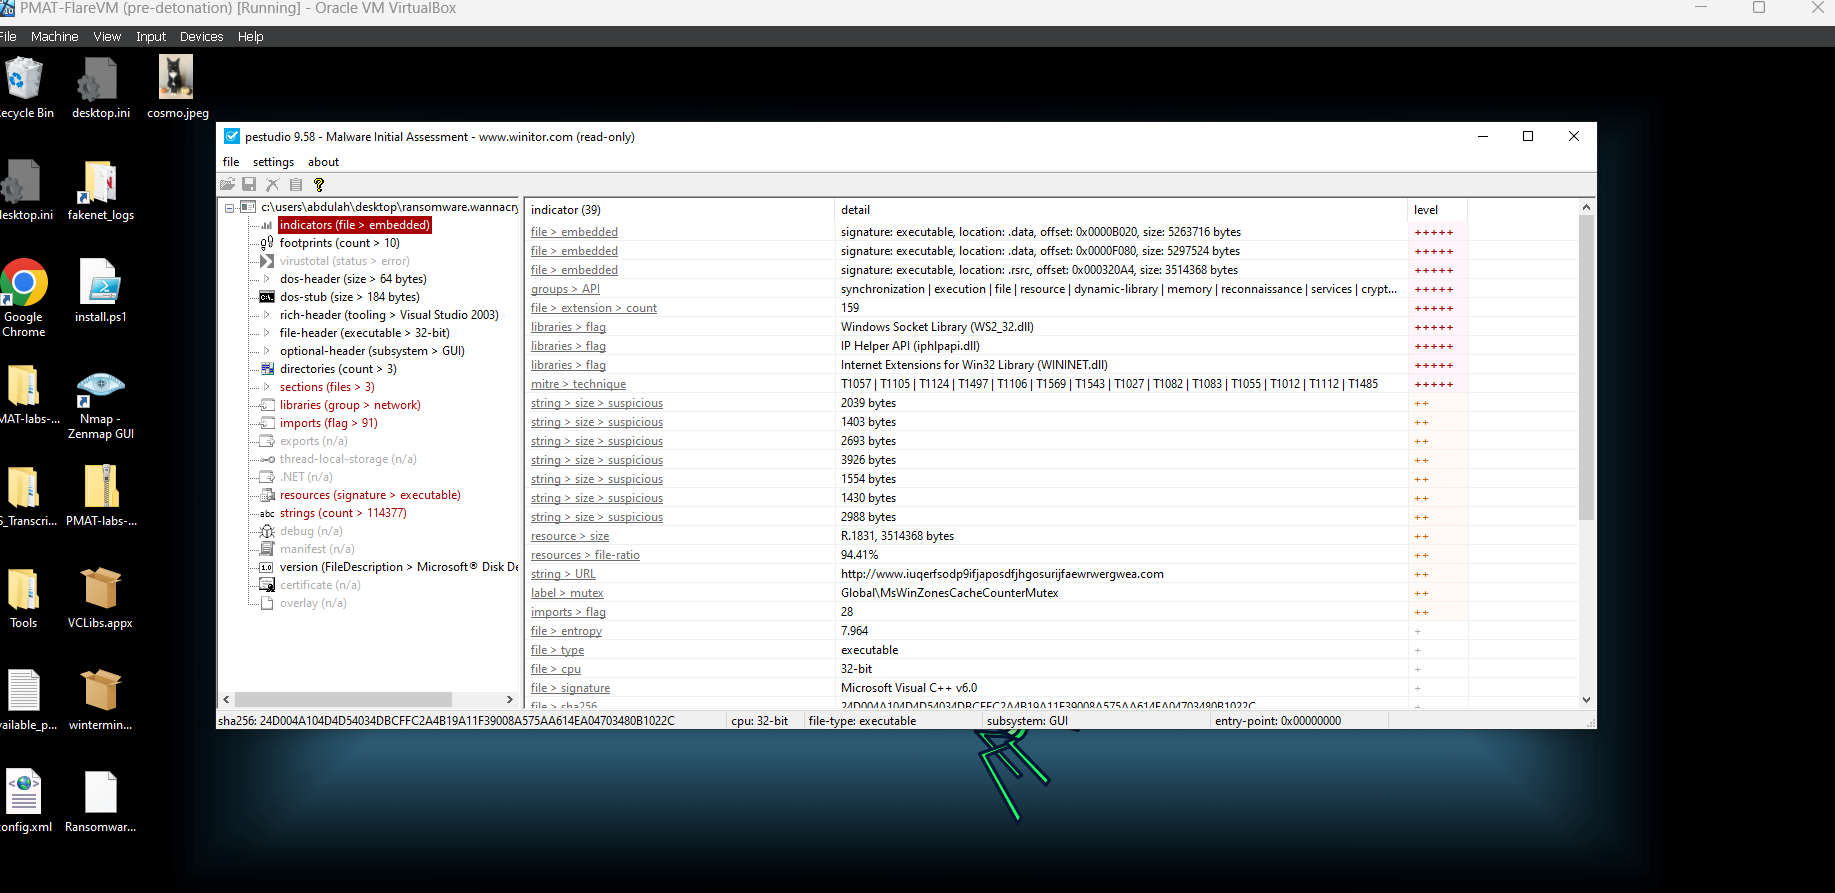 PMAT-FlareVM (pre-detonation) [Running] - Oracle VM VirtualBox
File Machine View Input Devices Help
ecycle Bin
desktop.ini
cosmo.jpeg
desktop.ini
fakenet_logs
Google
Chrome
install.ps1
MAT-labs-...
Nmap -
Zenmap GUI
S_Transcri...
PMAT-labs-...
Tools
VCLibs.appx
vailable_p...
wintermin...
onfig.xml
Ransomwar...
pestudio 9.58 - Malware Initial Assessment - www.winitor.com (read-only)
file settings about
c:\users\abdulah\desktop\ransomware.wannacry
indicators (file > embedded)
footprints (count > 10)
virustotal (status > error)
dos-header (size > 64 bytes)
dos-stub (size > 184 bytes)
rich-header (tooling > Visual Studio 2003)
file-header (executable > 32-bit)
optional-header (subsystem > GUI)
directories (count > 3)
sections (files > 3)
libraries (group > network)
imports (flag > 91)
exports (n/a)
thread-local-storage (n/a)
.NET (n/a)
resources (signature > executable)
abc strings (count > 114377)
debug (n/a)
manifest (n/a)
1.0 version (FileDescription > Microsoft® Disk De
certificate (n/a)
overlay (n/a)
indicator (39) detail level
file > embedded signature: executable, location: .data, offset: 0x0000B020, size: 5263716 bytes +++++
file > embedded signature: executable, location: .data, offset: 0x0000F080, size: 5297524 bytes +++++
file > embedded signature: executable, location: .rsrc, offset: 0x000320A4, size: 3514368 bytes +++++
groups > API synchronization | execution | file | resource | dynamic-library | memory | reconnaissance | services | crypt... +++++
file > extension > count 159 +++++
libraries > flag Windows Socket Library (WS2_32.dll) +++++
libraries > flag IP Helper API (iphlpapi.dll) +++++
libraries > flag Internet Extensions for Win32 Library (WININET.dll) +++++
mitre > technique T1057 | T1105 | T1124 | T1497 | T1106 | T1569 | T1543 | T1027 | T1082 | T1083 | T1055 | T1012 | T1112 | T1485 +++++
string > size > suspicious 2039 bytes ++
string > size > suspicious 1403 bytes ++
string > size > suspicious 2693 bytes ++
string > size > suspicious 3926 bytes ++
string > size > suspicious 1554 bytes ++
string > size > suspicious 1430 bytes ++
string > size > suspicious 2988 bytes ++
resource > size R.1831, 3514368 bytes ++
resources > file-ratio 94.41% ++
string > URL http://www.iuqerfsodp9ifjaposdfjhgosurijfaewrwergwea.com ++
label > mutex Global\MsWinZonesCacheCounterMutex ++
imports > flag 28 ++
file > entropy 7.964 +
file > type executable +
file > cpu 32-bit +
file > signature Microsoft Visual C++ v6.0 +
file > sha256 24D004A104D4D54034DBCFFC2A4B19A11F39008A575AA614EA04703480B1022C +
sha256: 24D004A104D4D54034DBCFFC2A4B19A11F39008A575AA614EA04703480B1022C cpu: 32-bit file-type: executable subsystem: GUI entry-point: 0x00000000